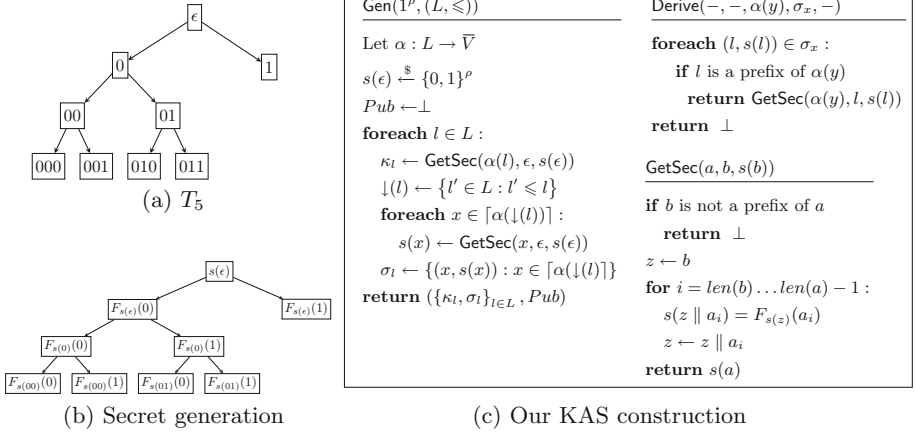 ϵ
0
1
00
01
000
001
010
011
(a) T₅
s(ϵ)
F_{s(ϵ)}(0)
F_{s(ϵ)}(1)
F_{s(0)}(0)
F_{s(0)}(1)
F_{s(00)}(0)
F_{s(00)}(1)
F_{s(01)}(0)
F_{s(01)}(1)
(b) Secret generation
Gen(1^ρ, (L, ⩽))
Let α : L → V̅
s(ϵ) ←$ {0, 1}^ρ
Pub ←⊥
foreach l ∈ L :
κ_l ← GetSec(α(l), ϵ, s(ϵ))
↓(l) ← {l′ ∈ L : l′ ⩽ l}
foreach x ∈ ⌈α(↓(l))⌉ :
s(x) ← GetSec(x, ϵ, s(ϵ))
σ_l ← {(x, s(x)) : x ∈ ⌈α(↓(l)⌉}
return ({κ_l, σ_l}_{l∈L}, Pub)
Derive(−, −, α(y), σ_x, −)
foreach (l, s(l)) ∈ σ_x :
if l is a prefix of α(y)
return GetSec(α(y), l, s(l))
return ⊥
GetSec(a, b, s(b))
if b is not a prefix of a
return ⊥
z ← b
for i = len(b) . . . len(a) − 1 :
s(z ∥ a_i) = F_{s(z)}(a_i)
z ← z ∥ a_i
return s(a)
(c) Our KAS construction